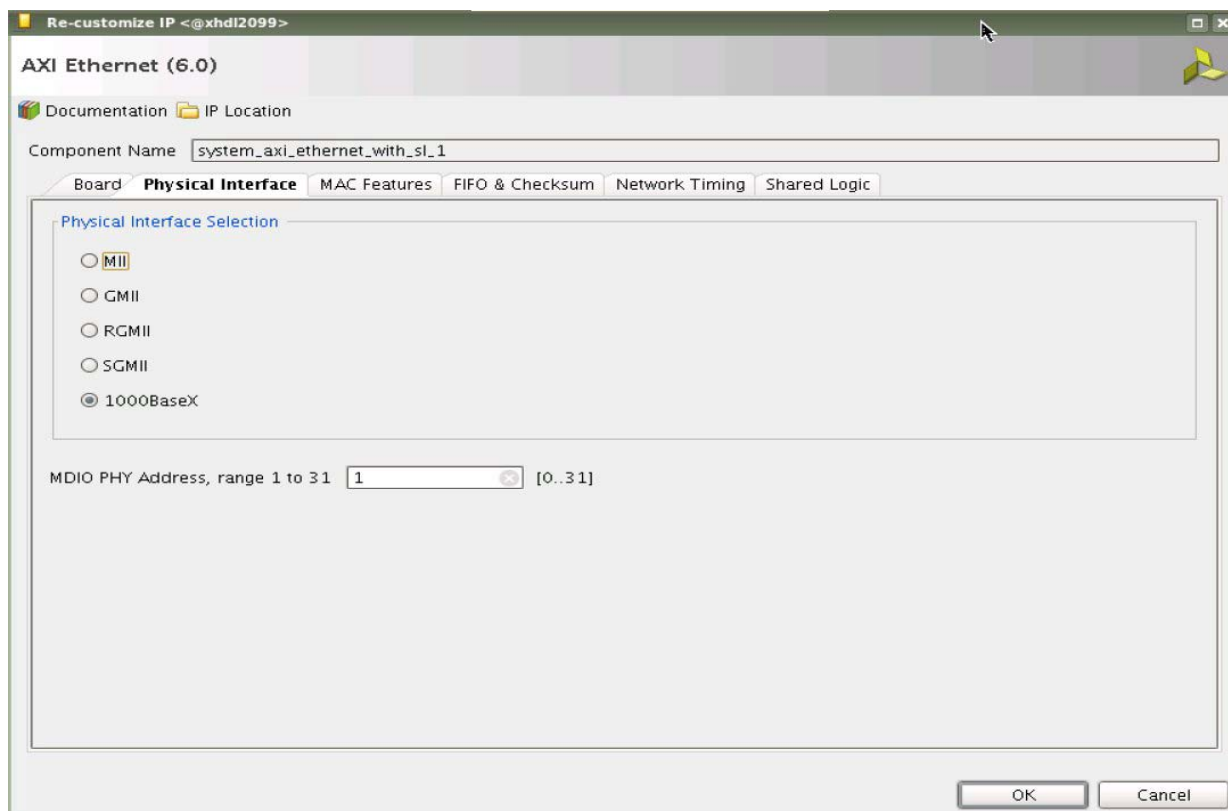 Re-customize IP <@xhdl2099>
AXI Ethernet (6.0)
Documentation IP Location
Component Name system_axi_ethernet_with_sl_1
Board Physical Interface MAC Features FIFO & Checksum Network Timing Shared Logic
Physical Interface Selection
MII
GMII
RGMII
SGMII
1000BaseX
MDIO PHY Address, range 1 to 31 1 [0..31]
OK Cancel